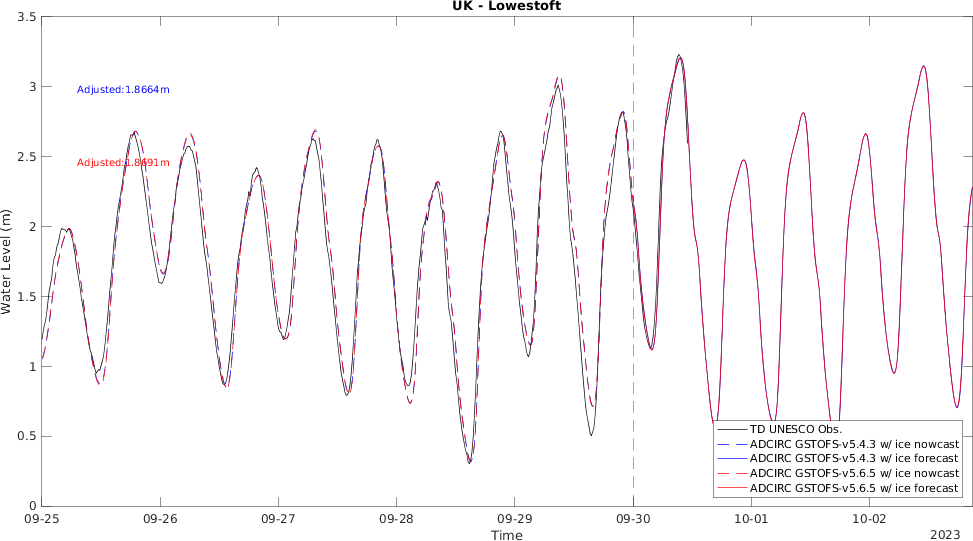 UK - Lowestoft
3.5
3
2.5
2
1.5
1
0.5
0
Water Level (m)
Adjusted:1.8664m
Adjusted:1.8691m
TD UNESCO Obs.
ADCIRC GSTOFS-v5.4.3 w/ ice nowcast
ADCIRC GSTOFS-v5.4.3 w/ ice forecast
ADCIRC GSTOFS-v5.6.5 w/ ice nowcast
ADCIRC GSTOFS-v5.6.5 w/ ice forecast
09-25 09-26 09-27 09-28 09-29 09-30 10-01 10-02
Time
2023